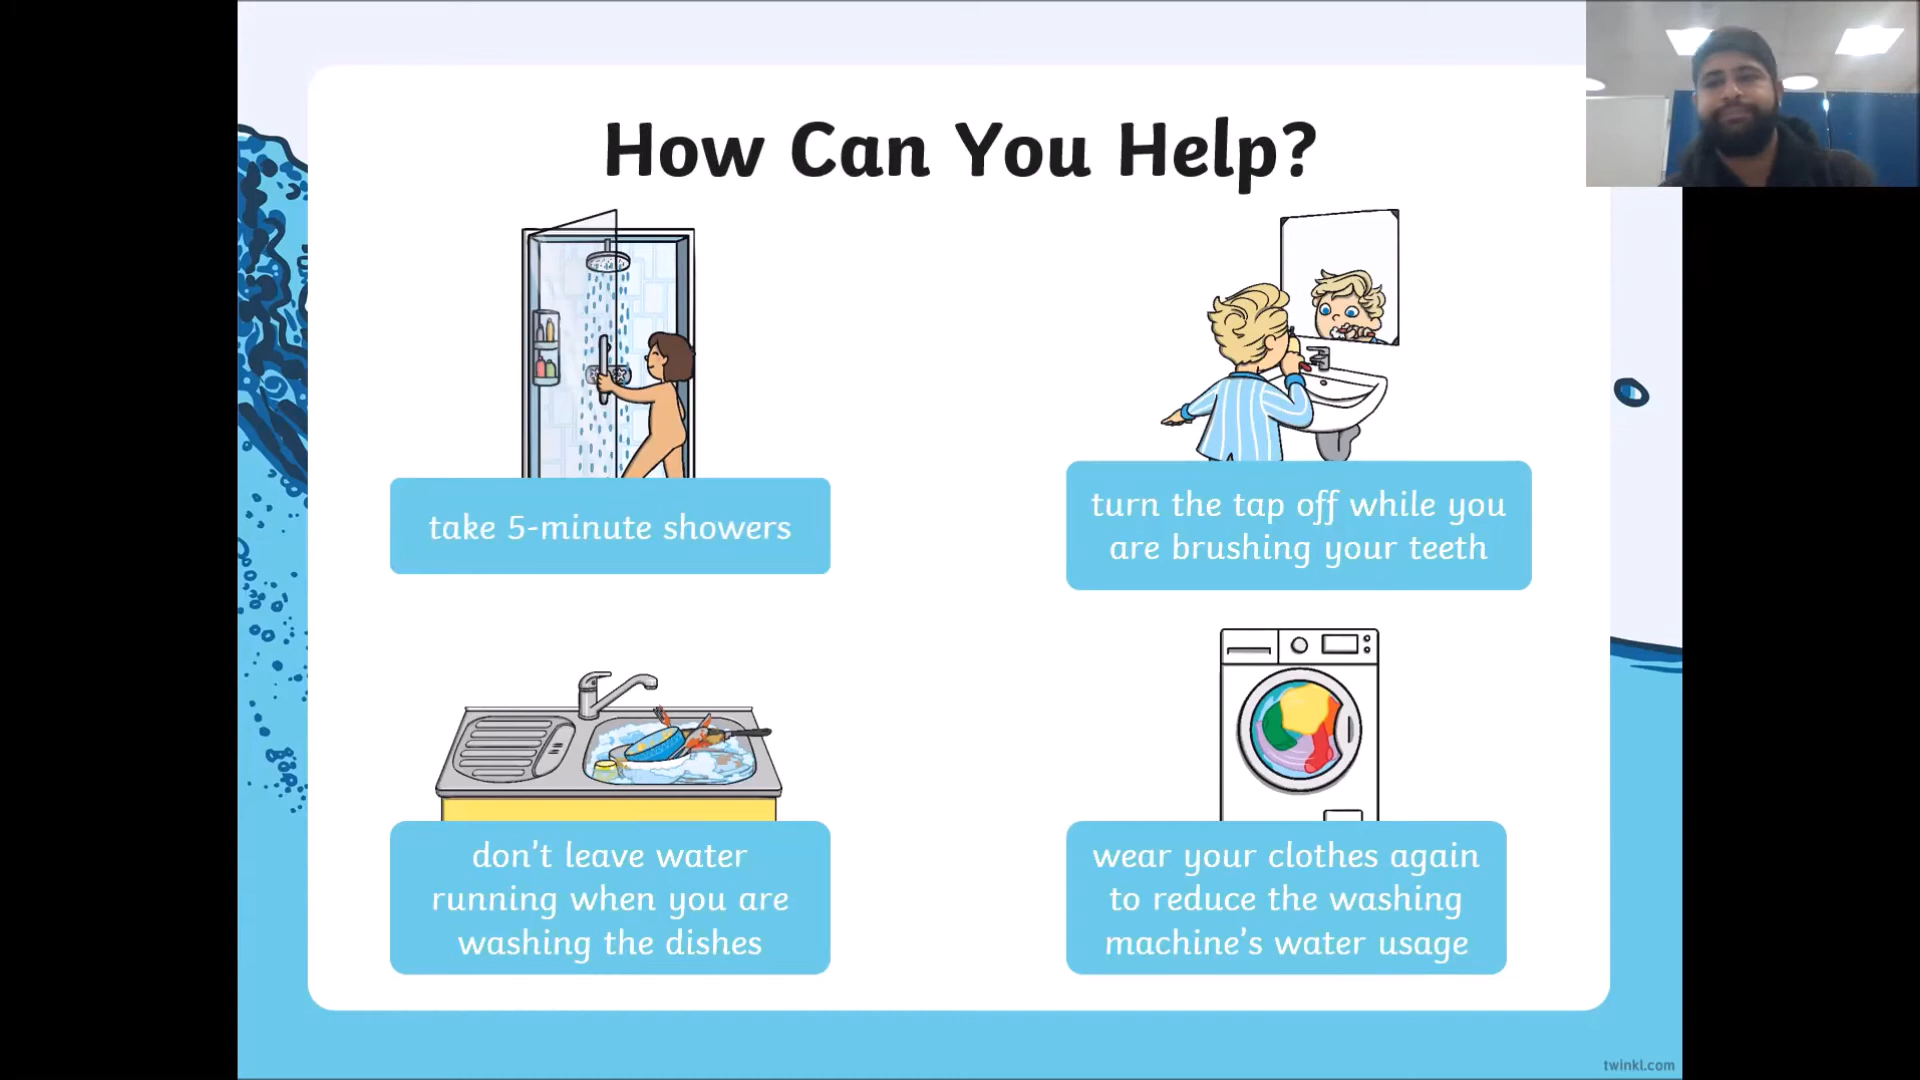 How Can You Help?
take 5-minute showers
turn the tap off while you
are brushing your teeth
don't leave water
running when you are
washing the dishes
wear your clothes again
to reduce the washing
machine's water usage
twinkl.com